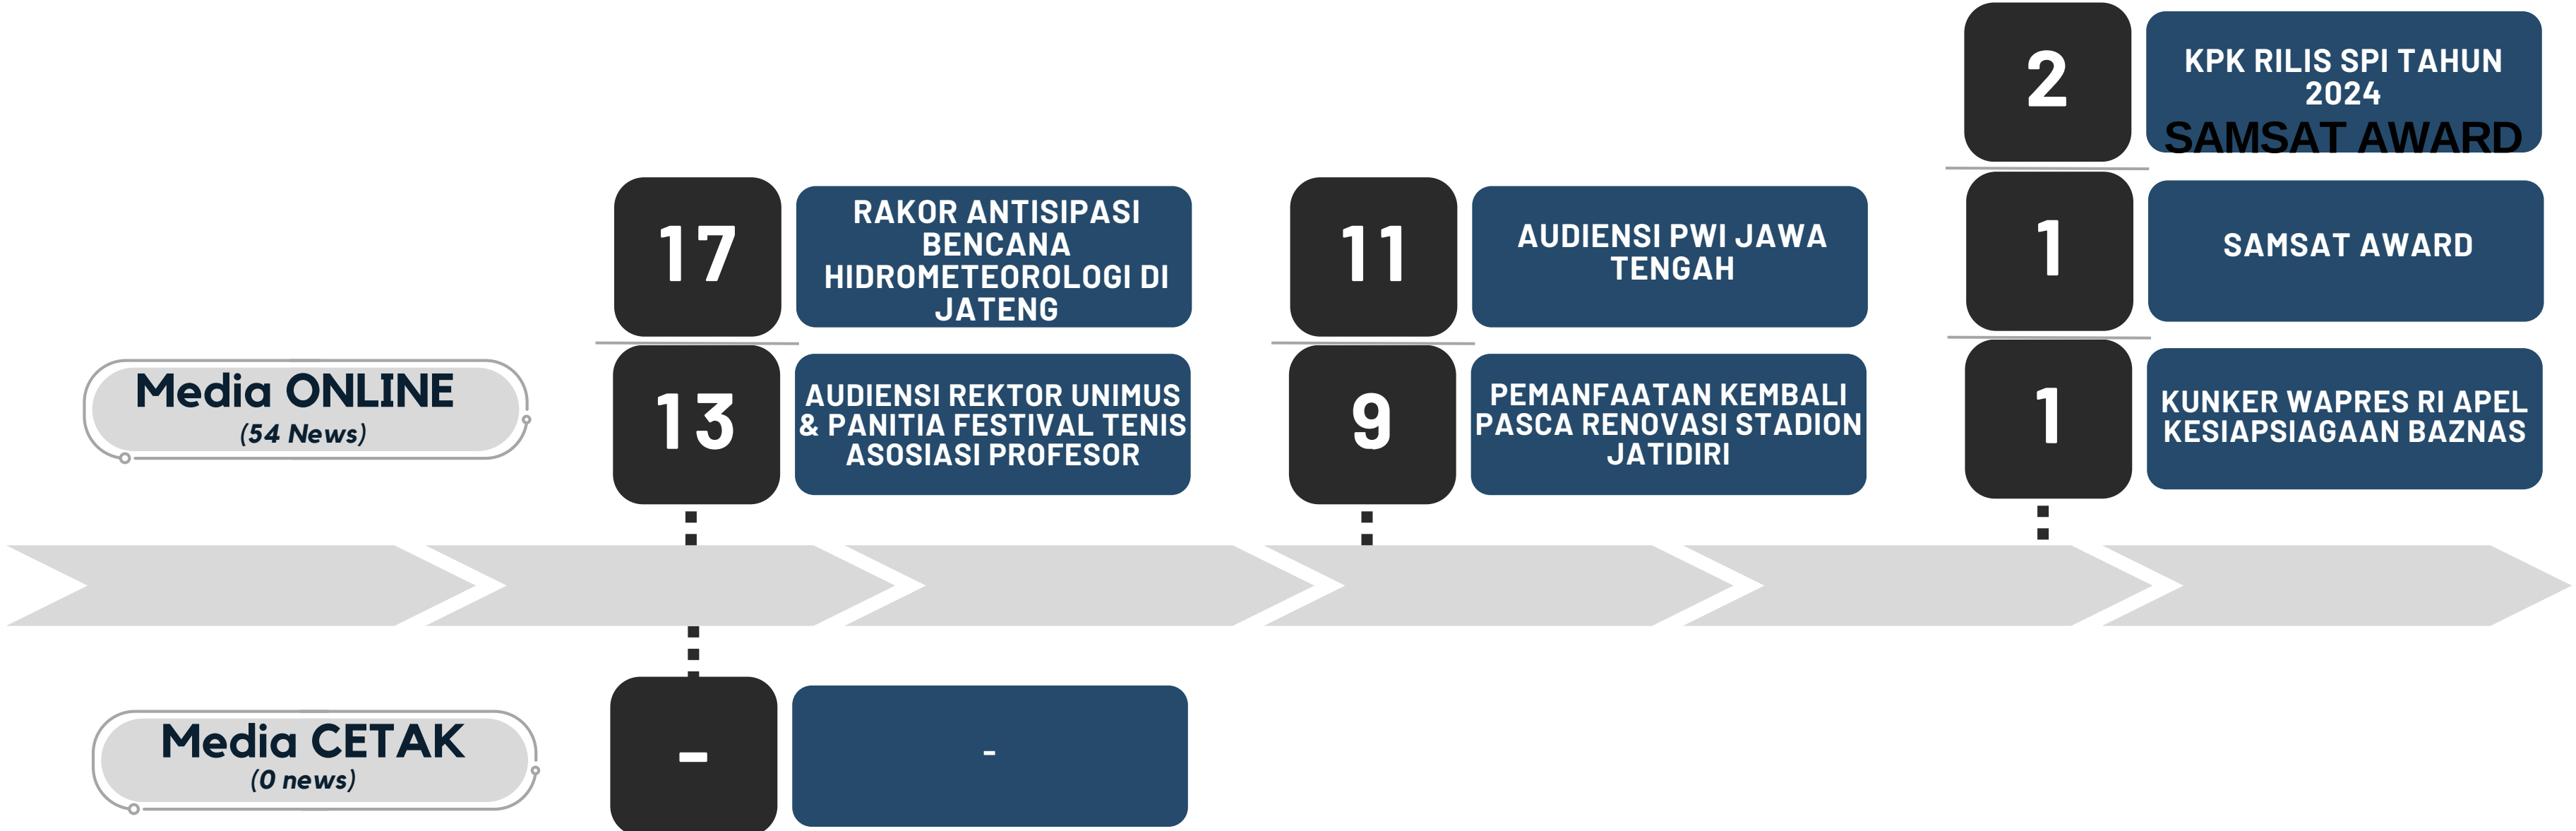 Media ONLINE
(54 News)
17
RAKOR ANTISIPASI
BENCANA
HIDROMETEOROLOGI DI
JATENG
13
AUDIENSI REKTOR UNIMUS
& PANITIA FESTIVAL TENIS
ASOSIASI PROFESOR
11
AUDIENSI PWI JAWA
TENGAH
9
PEMANFAATAN KEMBALI
PASCA RENOVASI STADION
JATIDIRI
2
KPK RILIS SPI TAHUN
2024
SAMSAT AWARD
1
SAMSAT AWARD
1
KUNKER WAPRES RI APEL
KESIAPSIAGAAN BAZNAS
Media CETAK
(0 news)
-
-